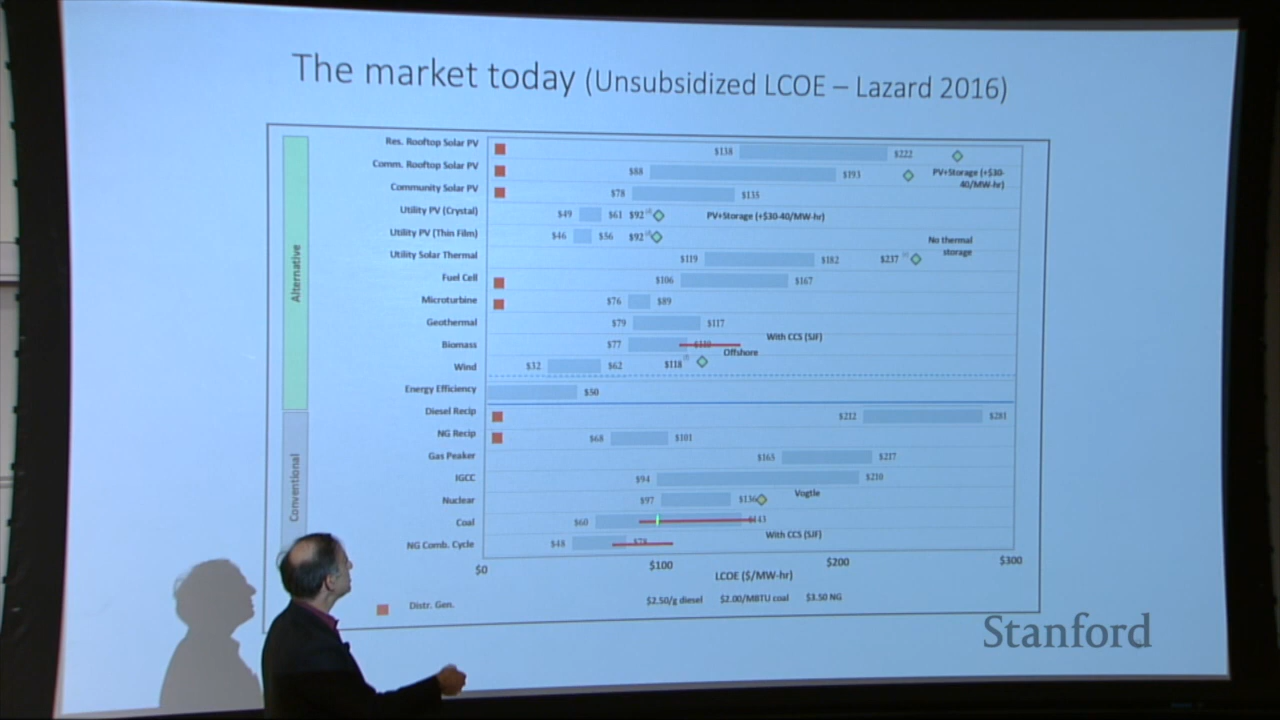 The market today (Unsubsidized LCOE – Lazard 2016)
Alternative
Res. Rooftop Solar PV $138 $222
Comm. Rooftop Solar PV $88 $193 PV+Storage (+$30-
40/MW-hr)
Community Solar PV $78 $135
Utility PV (Crystal) $49 $61 $92 PV+Storage (+$30-40/MW-hr)
Utility PV (Thin Film) $46 $56 $92
No thermal
storage
Utility Solar Thermal $119 $182 $237
Fuel Cell $106 $167
Microturbine $76 $89
Geothermal $79 $117
Biomass $77 With CCS (SJF)
Offshore
Wind $32 $62 $118
Energy Efficiency $50
Conventional
Diesel Recip $212 $281
NG Recip $68 $101
Gas Peaker $165 $217
IGCC $94 $210
Nuclear $97 $136 Vogtle
Coal $60 $143
With CCS (SJF)
NG Comb. Cycle $48 $78
$0 $100 $200 $300
LCOE ($/MW-hr)
Distr. Gen. $2.50/g diesel $2.00/MBTU coal $3.50 NG
Stanford